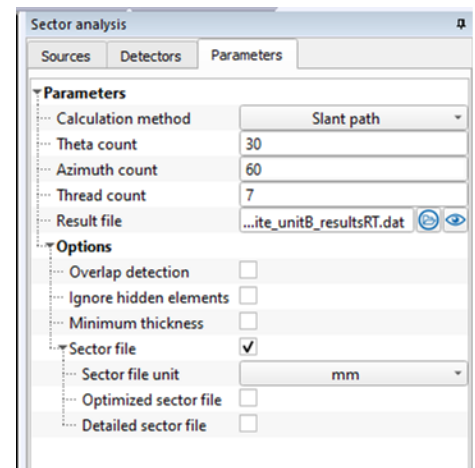 Sector analysis
Sources Detectors Parameters
Parameters
Calculation method Slant path
Theta count 30
Azimuth count 60
Thread count 7
Result file ...ite_unitB_resultsRT.dat
Options
Overlap detection
Ignore hidden elements
Minimum thickness
Sector file
Sector file unit mm
Optimized sector file
Detailed sector file